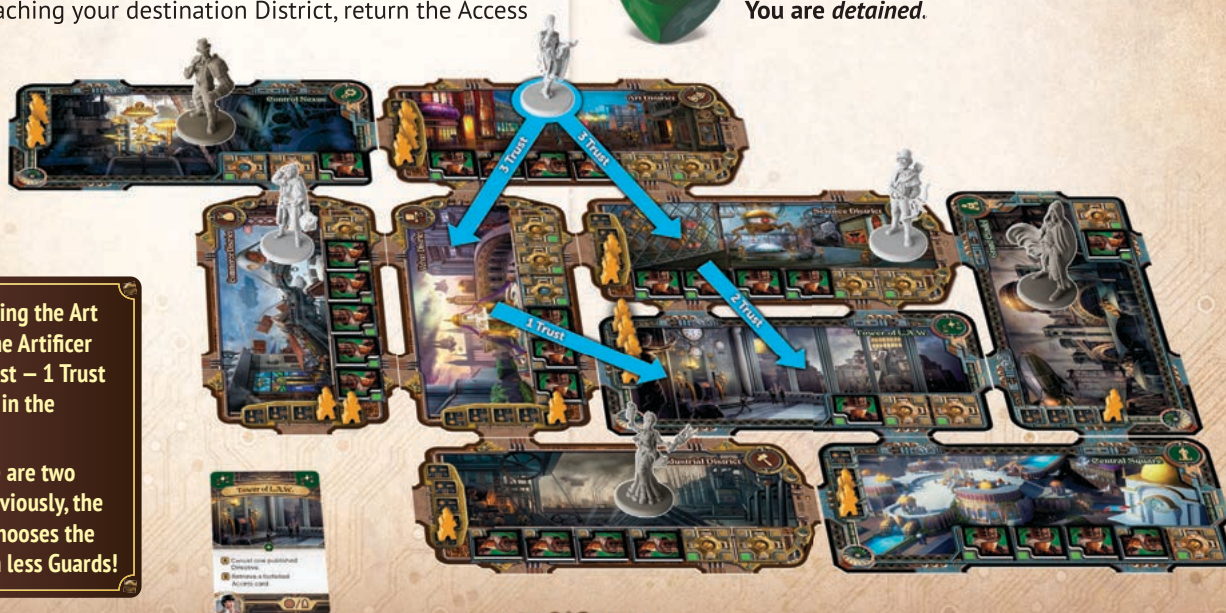 aching your destination District, return the Access
You are detained.
Control Nexus
Art District
3 Trust
3 Trust
Science District
1 Trust
2 Trust
Tower of L.A.W.
Industrial District
Central Square
ing the Art
he Artificer
st – 1 Trust
in the
are two
viously, the
hooses the
less Guards!
Tower of L.A.W.
Cancel one published
Directive.
Retrieve a forfeited
Access card.